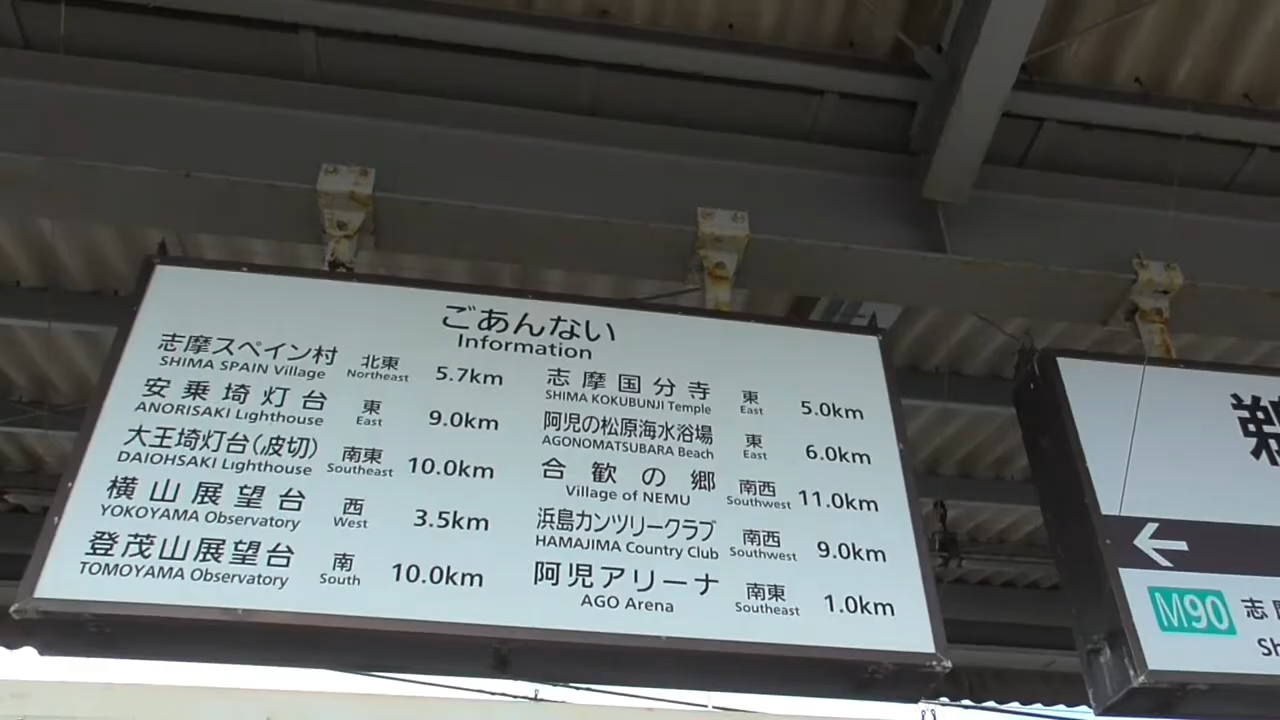 ごあんない
Information
志摩スペイン村 北東 5.7km
SHIMA SPAIN Village Northeast
安乗埼灯台 東 9.0km
ANORISAKI Lighthouse East
大王埼灯台(波切) 南東 10.0km
DAIOHSAKI Lighthouse Southeast
横山展望台 西 3.5km
YOKOYAMA Observatory West
登茂山展望台 南 10.0km
TOMOYAMA Observatory South
志摩国分寺 東 5.0km
SHIMA KOKUBUNJI Temple East
阿児の松原海水浴場 東 6.0km
AGONOMATSUBARA Beach East
合歓の郷 南西 11.0km
Village of NEMU Southwest
浜島カンツリークラブ 南西 9.0km
HAMAJIMA Country Club Southwest
阿児アリーナ 南東 1.0km
AGO Arena Southeast
←
M90 志
Sh